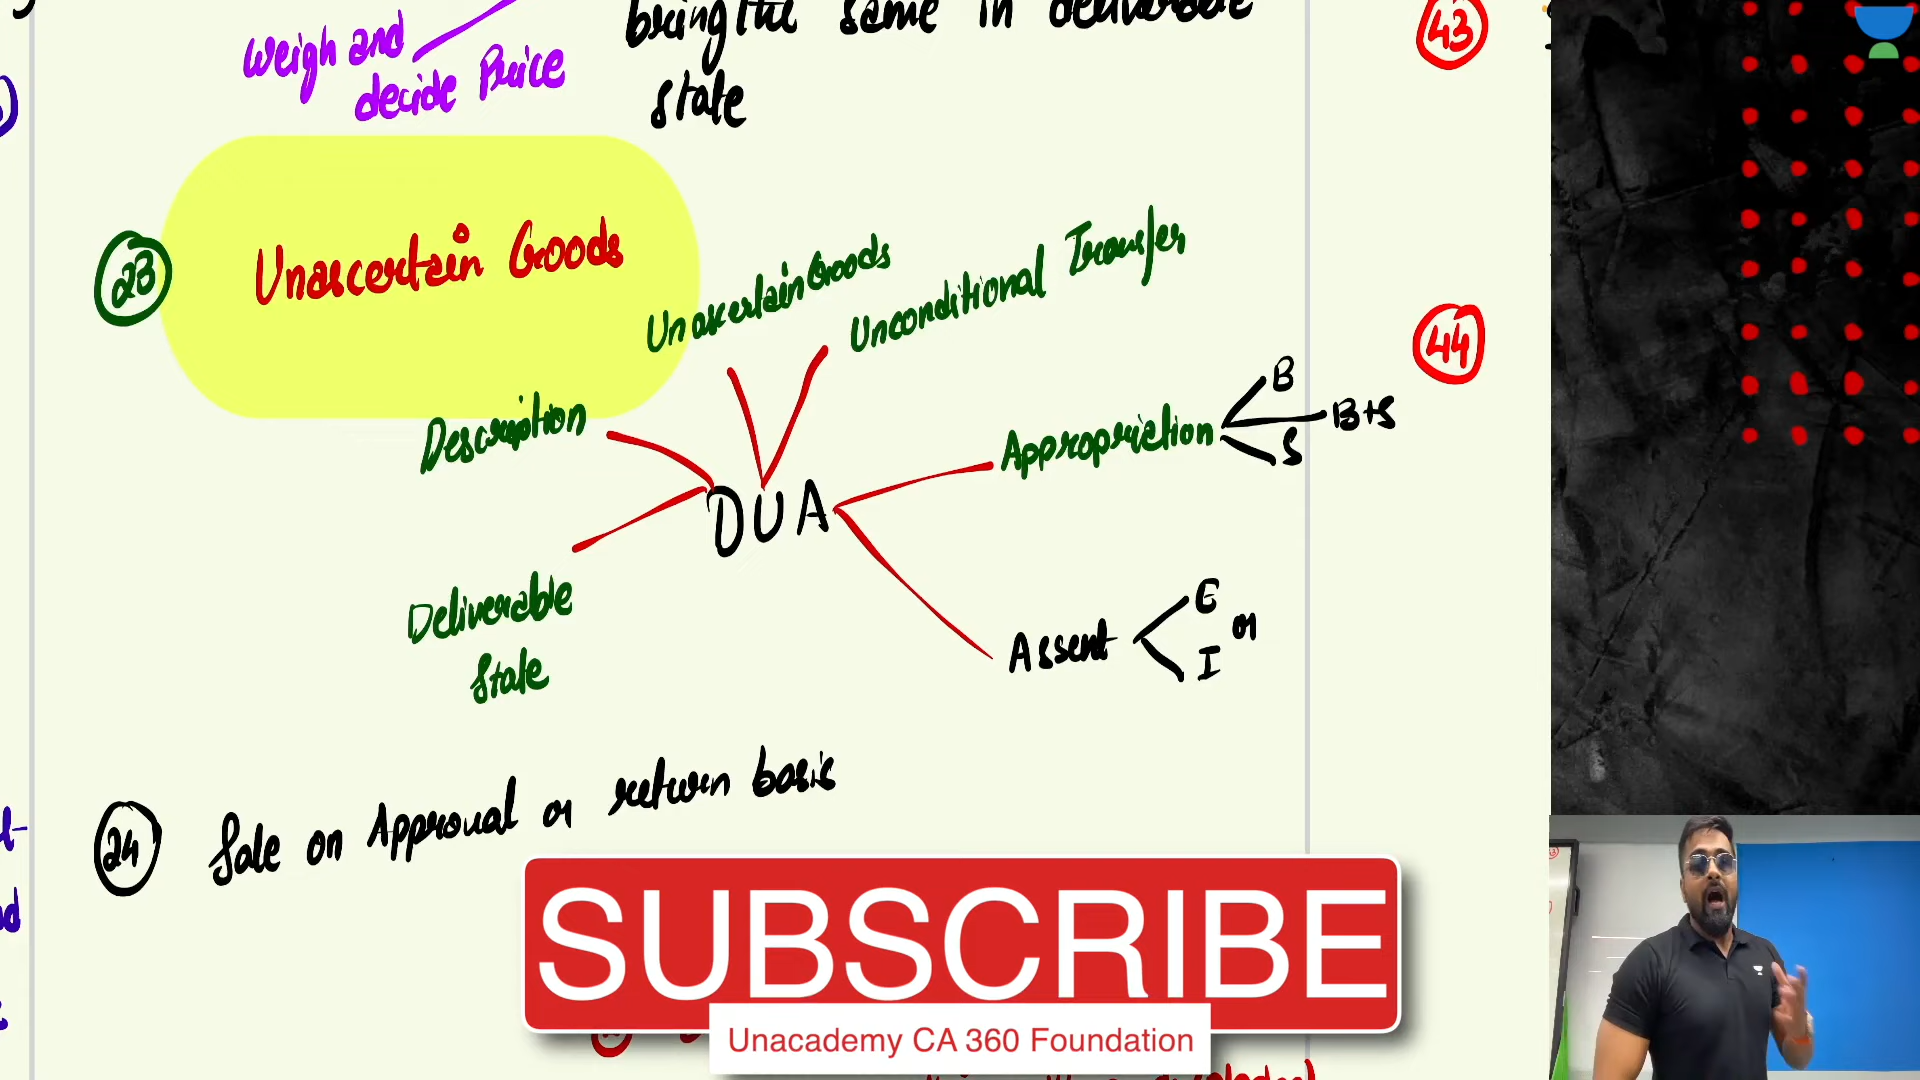 being the same in deliverable
state
Weigh and
decide Price
43
23
Unascertain Goods
Unascertain Goods
Unconditional Transfer
44
Description
Appropriation
B
B+S
S
DUA
Deliverable
State
Assent
E
or
I
24
Sale on Approval or return basis
SUBSCRIBE
Unacademy CA 360 Foundation